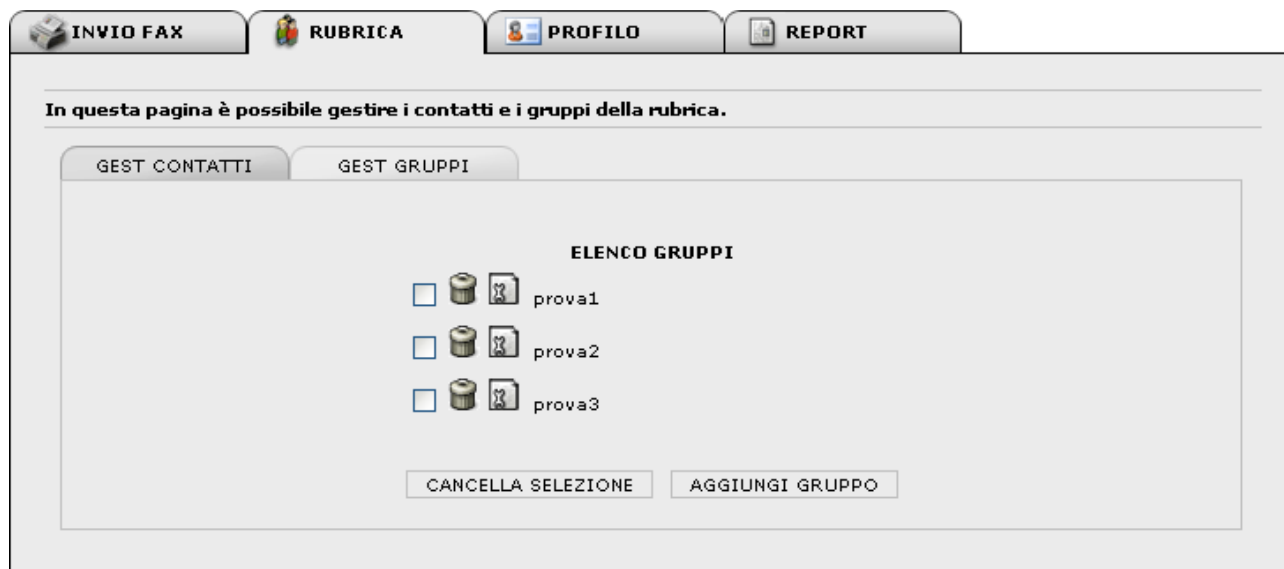 INVIO FAX RUBRICA PROFILO REPORT
In questa pagina è possibile gestire i contatti e i gruppi della rubrica.
GEST CONTATTI GEST GRUPPI
ELENCO GRUPPI
prova1
prova2
prova3
CANCELLA SELEZIONE AGGIUNGI GRUPPO